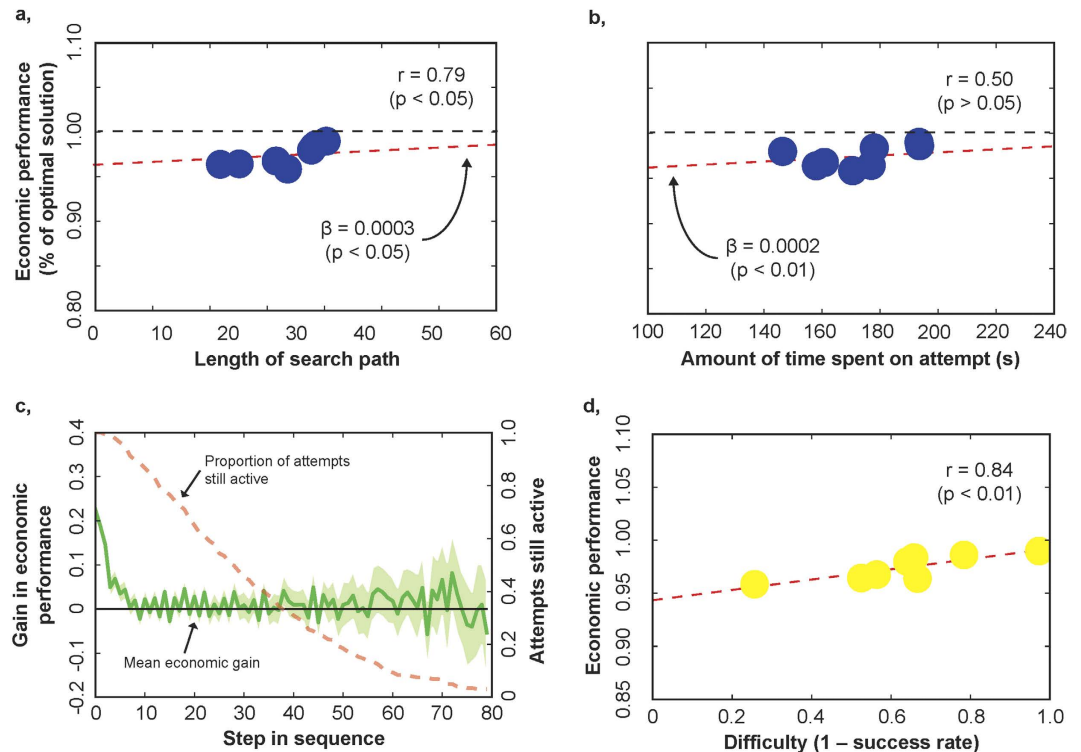 a,
1.10
1.00
0.90
0.80
Economic performance
(% of optimal solution)
r = 0.79
(p < 0.05)
β = 0.0003
(p < 0.05)
0 10 20 30 40 50 60
Length of search path
b,
r = 0.50
(p > 0.05)
β = 0.0002
(p < 0.01)
100 120 140 160 180 200 220 240
Amount of time spent on attempt (s)
c,
0.4
0.3
0.2
0.1
0
-0.1
-0.2
Gain in economic
performance
Proportion of attempts
still active
Mean economic gain
1.0
0.8
0.6
0.4
0.2
0
Attempts still active
0 10 20 30 40 50 60 70 80
Step in sequence
d,
1.10
1.05
1.00
0.95
0.90
0.85
Economic performance
r = 0.84
(p < 0.01)
0 0.2 0.4 0.6 0.8 1.0
Difficulty (1 – success rate)